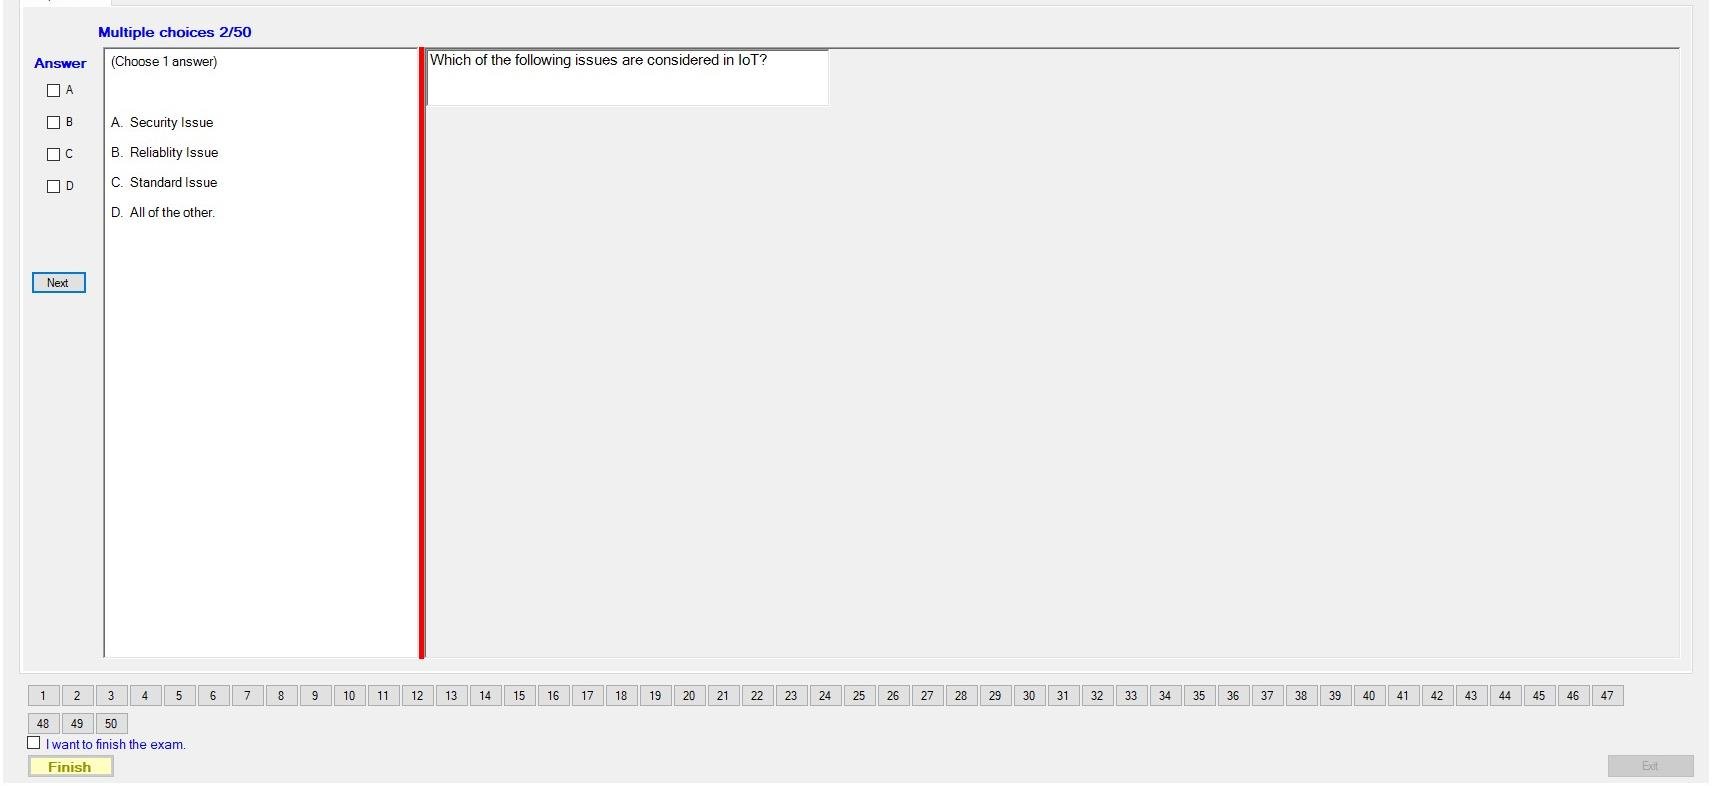 Multiple choices 2/50
Answer
A
B
C
D
Next
(Choose 1 answer)
A. Security Issue
B. Reliablity Issue
C. Standard Issue
D. All of the other.
Which of the following issues are considered in IoT?
1 2 3 4 5 6 7 8 9 10 11 12 13 14 15 16 17 18 19 20 21 22 23 24 25 26 27 28 29 30 31 32 33 34 35 36 37 38 39 40 41 42 43 44 45 46 47
48 49 50
I want to finish the exam.
Finish
Exit